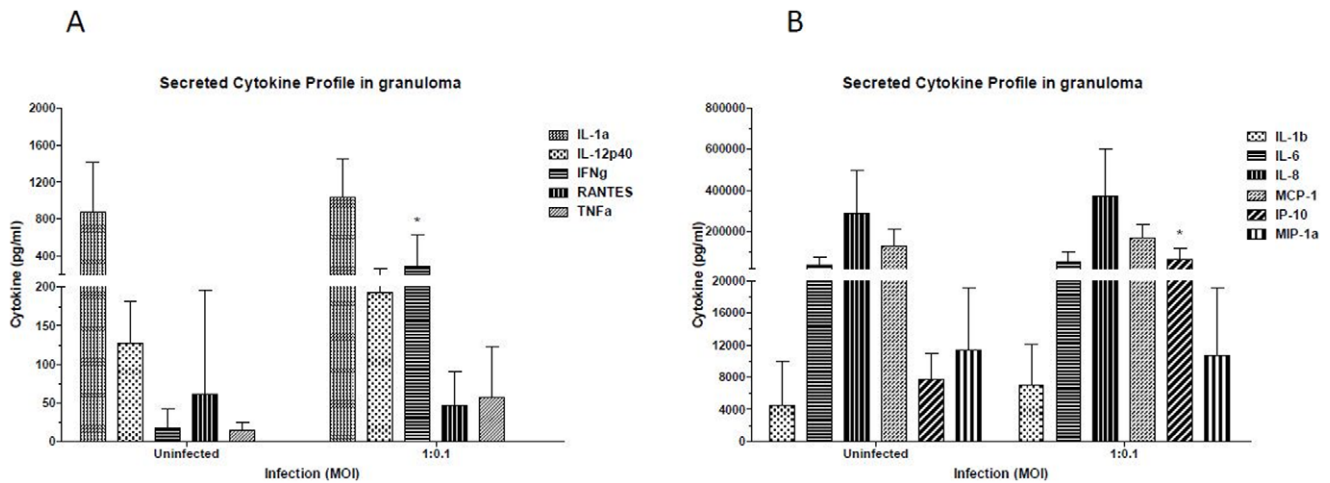 A
Secreted Cytokine Profile in granuloma
2000
1600
1200
800
400
200
150
100
50
0
Cytokine (pg/ml)
IL-1a
IL-12p40
IFNg
RANTES
TNFa
*
Uninfected
1:0.1
Infection (MOI)
B
Secreted Cytokine Profile in granuloma
800000
600000
400000
200000
20000
16000
12000
8000
4000
0
Cytokine (pg/ml)
IL-1b
IL-6
IL-8
MCP-1
IP-10
MIP-1a
*
Uninfected
1:0.1
Infection (MOI)